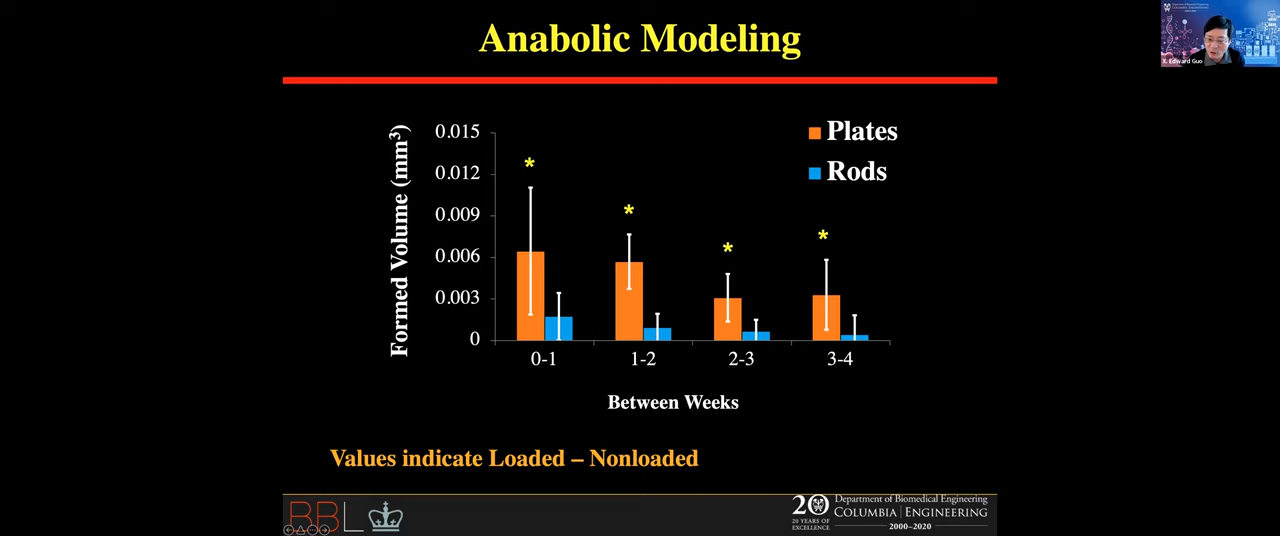 Anabolic Modeling
X. Edward Guo
Formed Volume (mm³)
0.015
0.012
0.009
0.006
0.003
0
*
*
*
*
Plates
Rods
0-1
1-2
2-3
3-4
Between Weeks
Values indicate Loaded – Nonloaded
BBL
20
20 YEARS OF
EXCELLENCE
Department of Biomedical Engineering
COLUMBIA | ENGINEERING
2000–2020